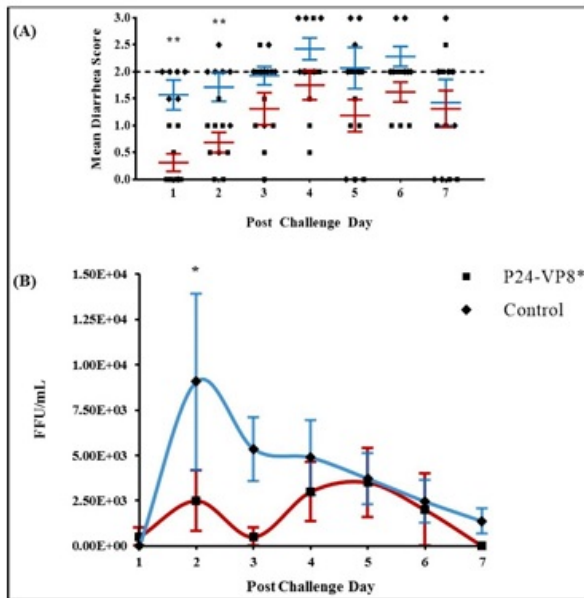 (A)
** **
Mean Diarrhea Score
3.0
2.5
2.0
1.5
1.0
0.5
0.0
1 2 3 4 5 6 7
Post Challenge Day
(B)
*
P24-VP8*
Control
FFU/mL
1.50E+04
1.25E+04
1.00E+04
7.50E+03
5.00E+03
2.50E+03
0.00E+00
1 2 3 4 5 6 7
Post Challenge Day